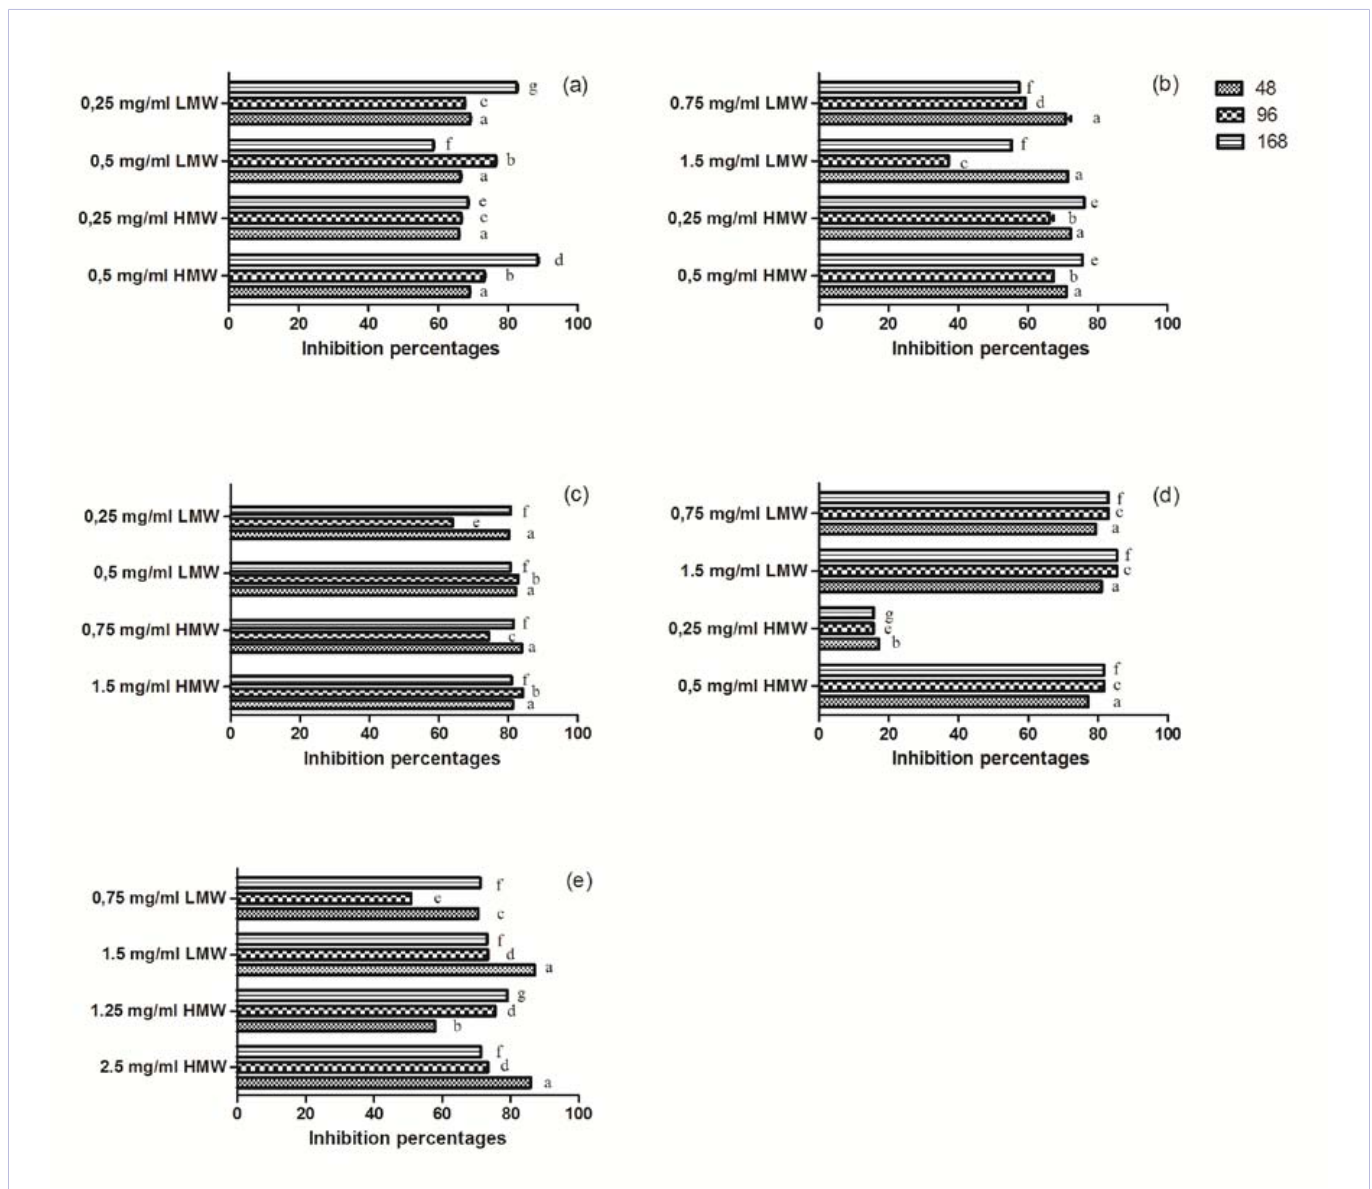 (a)
0,25 mg/ml LMW
g
c
a
0,5 mg/ml LMW
f
b
a
0,25 mg/ml HMW
e
c
a
0,5 mg/ml HMW
d
b
a
0 20 40 60 80 100
Inhibition percentages
(b)
0.75 mg/ml LMW
f
d
a
1.5 mg/ml LMW
f
c
a
0,25 mg/ml HMW
e
b
a
0,5 mg/ml HMW
e
b
a
0 20 40 60 80 100
Inhibition percentages
48
96
168
(c)
0,25 mg/ml LMW
f
e
a
0,5 mg/ml LMW
f
b
a
0,75 mg/ml HMW
f
c
a
1.5 mg/ml HMW
f
b
a
0 20 40 60 80 100
Inhibition percentages
(d)
0,75 mg/ml LMW
f
c
a
1.5 mg/ml LMW
f
c
a
0,25 mg/ml HMW
g
e
b
0,5 mg/ml HMW
f
c
a
0 20 40 60 80 100
Inhibition percentages
(e)
0,75 mg/ml LMW
f
e
c
1.5 mg/ml LMW
f
d
a
1.25 mg/ml HMW
g
d
b
2.5 mg/ml HMW
f
d
a
0 20 40 60 80 100
Inhibition percentages